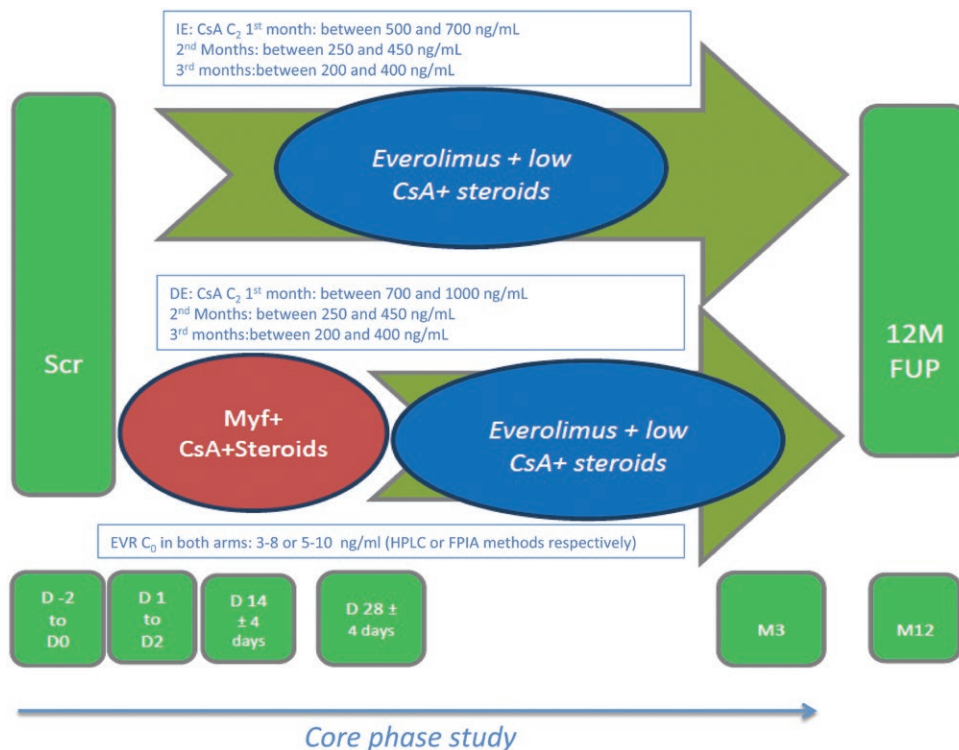 IE: CsA C₂ 1ˢᵗ month: between 500 and 700 ng/mL
2ⁿᵈ Months: between 250 and 450 ng/mL
3ʳᵈ months:between 200 and 400 ng/mL
Everolimus + low
CsA+ steroids
DE: CsA C₂ 1ˢᵗ month: between 700 and 1000 ng/mL
2ⁿᵈ Months: between 250 and 450 ng/mL
3ʳᵈ months:between 200 and 400 ng/mL
Scr
12M
FUP
Myf+
CsA+Steroids
Everolimus + low
CsA+ steroids
EVR C₀ in both arms: 3-8 or 5-10 ng/ml (HPLC or FPIA methods respectively)
D -2
to
D0
D 1
to
D2
D 14
± 4
days
D 28 ±
4 days
M3
M12
Core phase study